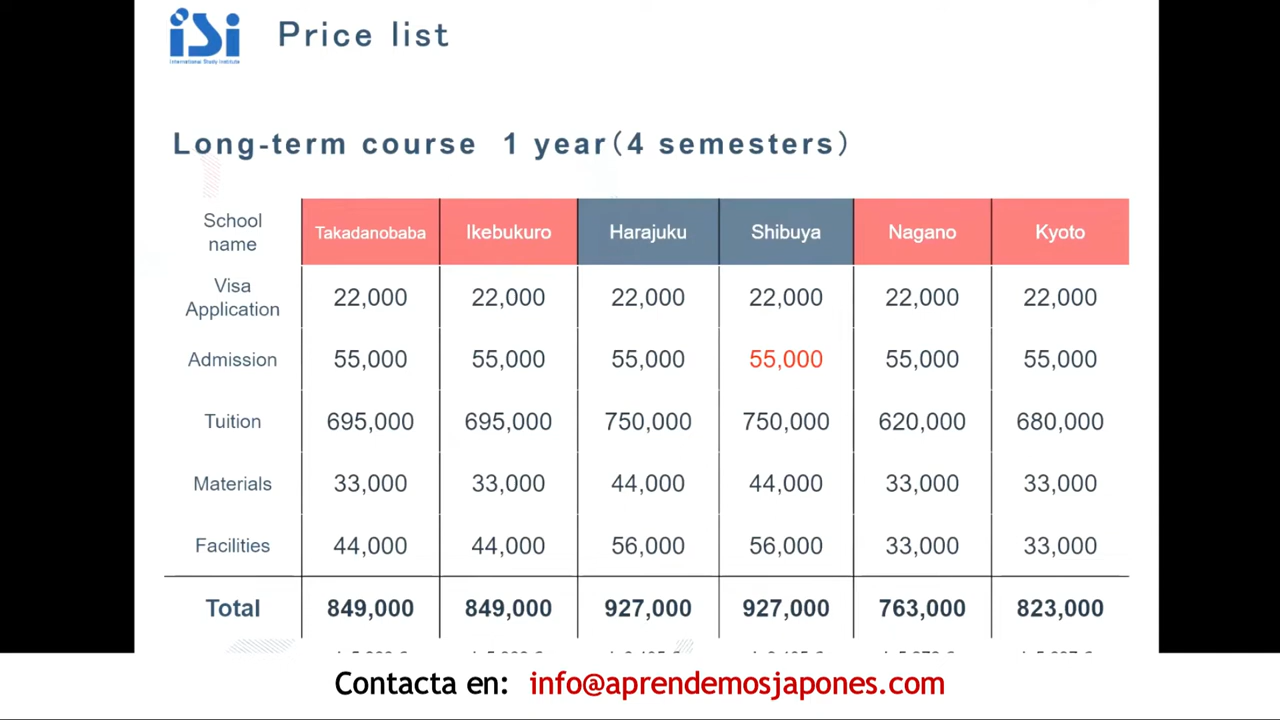 iSi
International Study Institute
Price list
Long-term course 1 year(4 semesters)
School name Takadanobaba Ikebukuro Harajuku Shibuya Nagano Kyoto
Visa Application 22,000 22,000 22,000 22,000 22,000 22,000
Admission 55,000 55,000 55,000 55,000 55,000 55,000
Tuition 695,000 695,000 750,000 750,000 620,000 680,000
Materials 33,000 33,000 44,000 44,000 33,000 33,000
Facilities 44,000 44,000 56,000 56,000 33,000 33,000
Total 849,000 849,000 927,000 927,000 763,000 823,000
Contacta en: info@aprendemosjapones.com